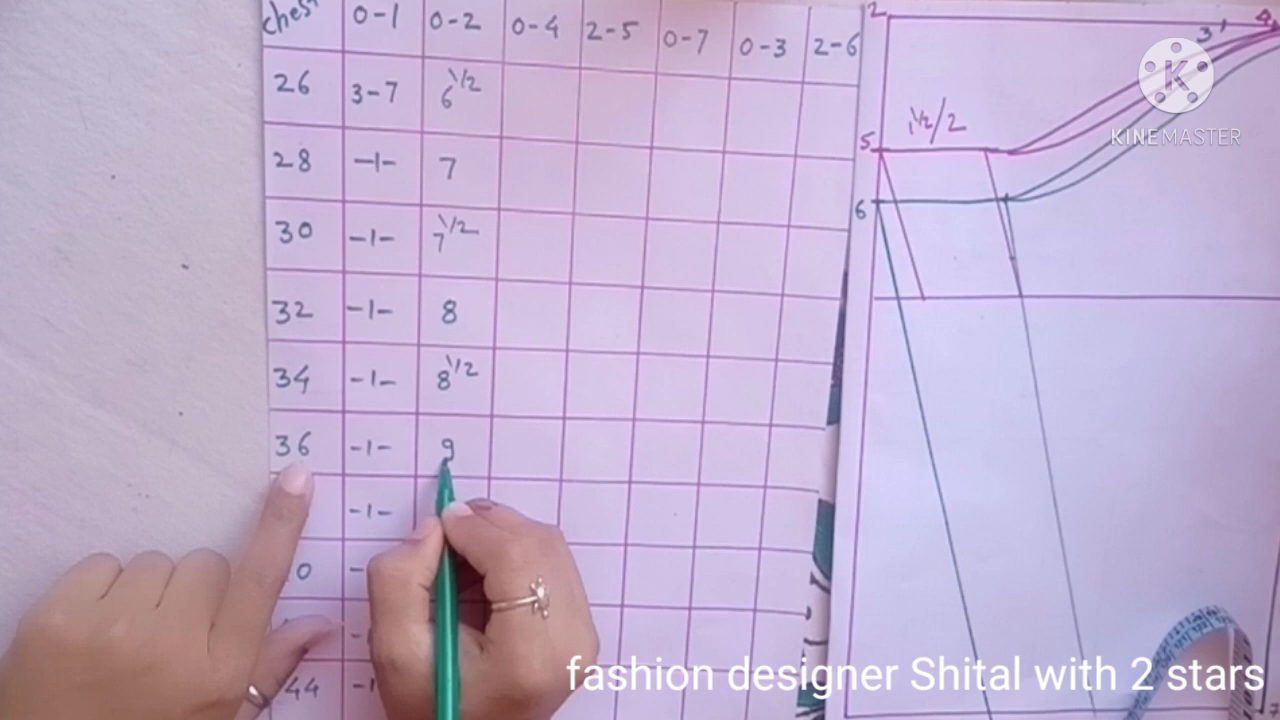 chest 0-1 0-2 0-4 2-5 0-7 0-3 2-6
26 3-7 6 1/2
28 -1- 7
30 -1- 7 1/2
32 -1- 8
34 -1- 8 1/2
36 -1- 9
-1-
0 -
-
44 -1
2 3' 4
1 1/2/2
5
6
K
KINEMASTER
fashion designer Shital with 2 stars